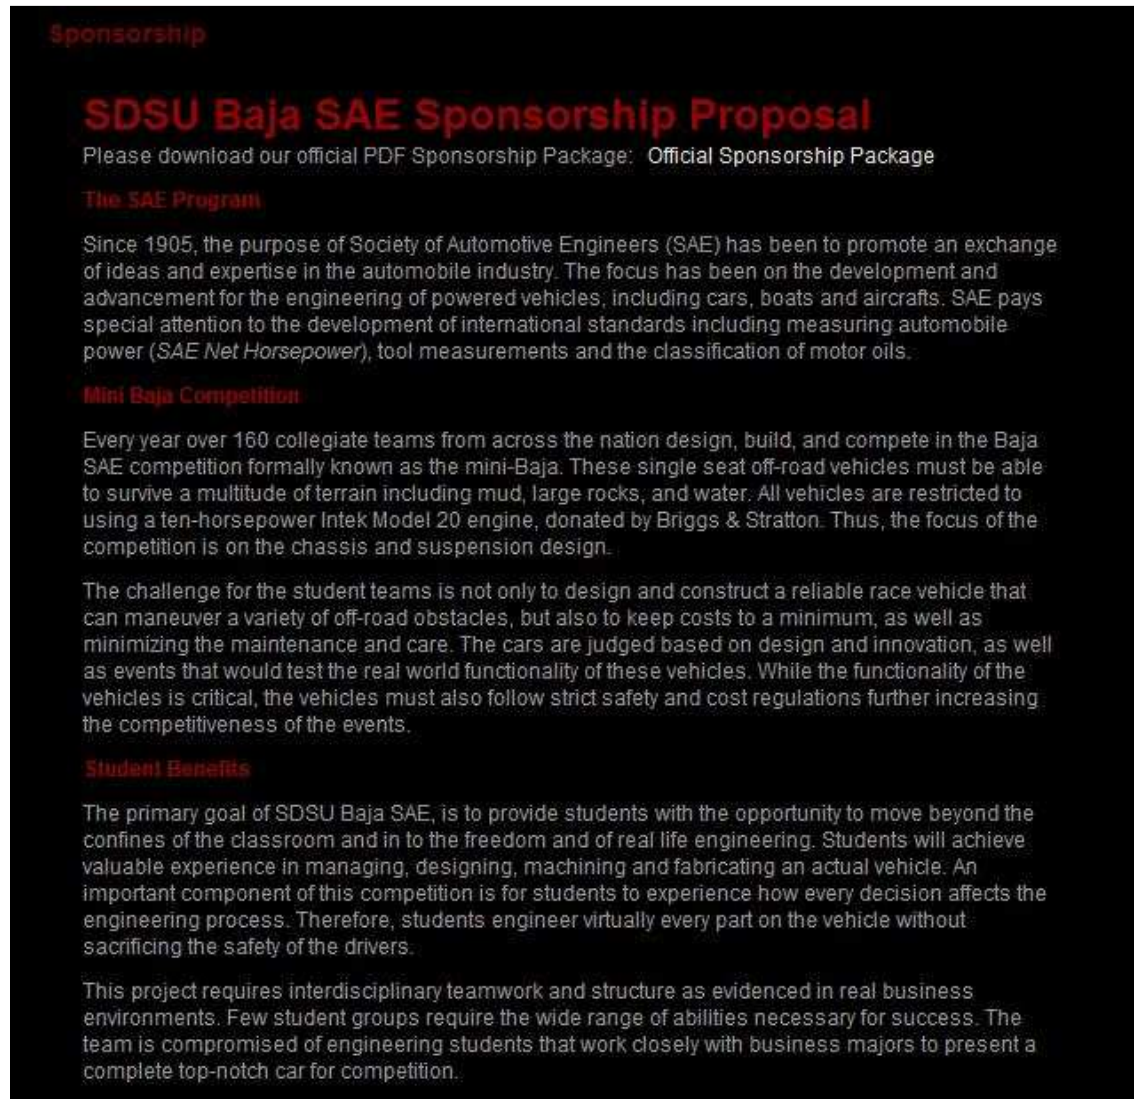 Sponsorship
SDSU Baja SAE Sponsorship Proposal
Please download our official PDF Sponsorship Package: Official Sponsorship Package
The SAE Program
Since 1905, the purpose of Society of Automotive Engineers (SAE) has been to promote an exchange
of ideas and expertise in the automobile industry. The focus has been on the development and
advancement for the engineering of powered vehicles, including cars, boats and aircrafts. SAE pays
special attention to the development of international standards including measuring automobile
power (SAE Net Horsepower), tool measurements and the classification of motor oils.
Mini Baja Competition
Every year over 160 collegiate teams from across the nation design, build, and compete in the Baja
SAE competition formally known as the mini-Baja. These single seat off-road vehicles must be able
to survive a multitude of terrain including mud, large rocks, and water. All vehicles are restricted to
using a ten-horsepower Intek Model 20 engine, donated by Briggs & Stratton. Thus, the focus of the
competition is on the chassis and suspension design.
The challenge for the student teams is not only to design and construct a reliable race vehicle that
can maneuver a variety of off-road obstacles, but also to keep costs to a minimum, as well as
minimizing the maintenance and care. The cars are judged based on design and innovation, as well
as events that would test the real world functionality of these vehicles. While the functionality of the
vehicles is critical, the vehicles must also follow strict safety and cost regulations further increasing
the competitiveness of the events.
Student Benefits
The primary goal of SDSU Baja SAE, is to provide students with the opportunity to move beyond the
confines of the classroom and in to the freedom and of real life engineering. Students will achieve
valuable experience in managing, designing, machining and fabricating an actual vehicle. An
important component of this competition is for students to experience how every decision affects the
engineering process. Therefore, students engineer virtually every part on the vehicle without
sacrificing the safety of the drivers.
This project requires interdisciplinary teamwork and structure as evidenced in real business
environments. Few student groups require the wide range of abilities necessary for success. The
team is compromised of engineering students that work closely with business majors to present a
complete top-notch car for competition.